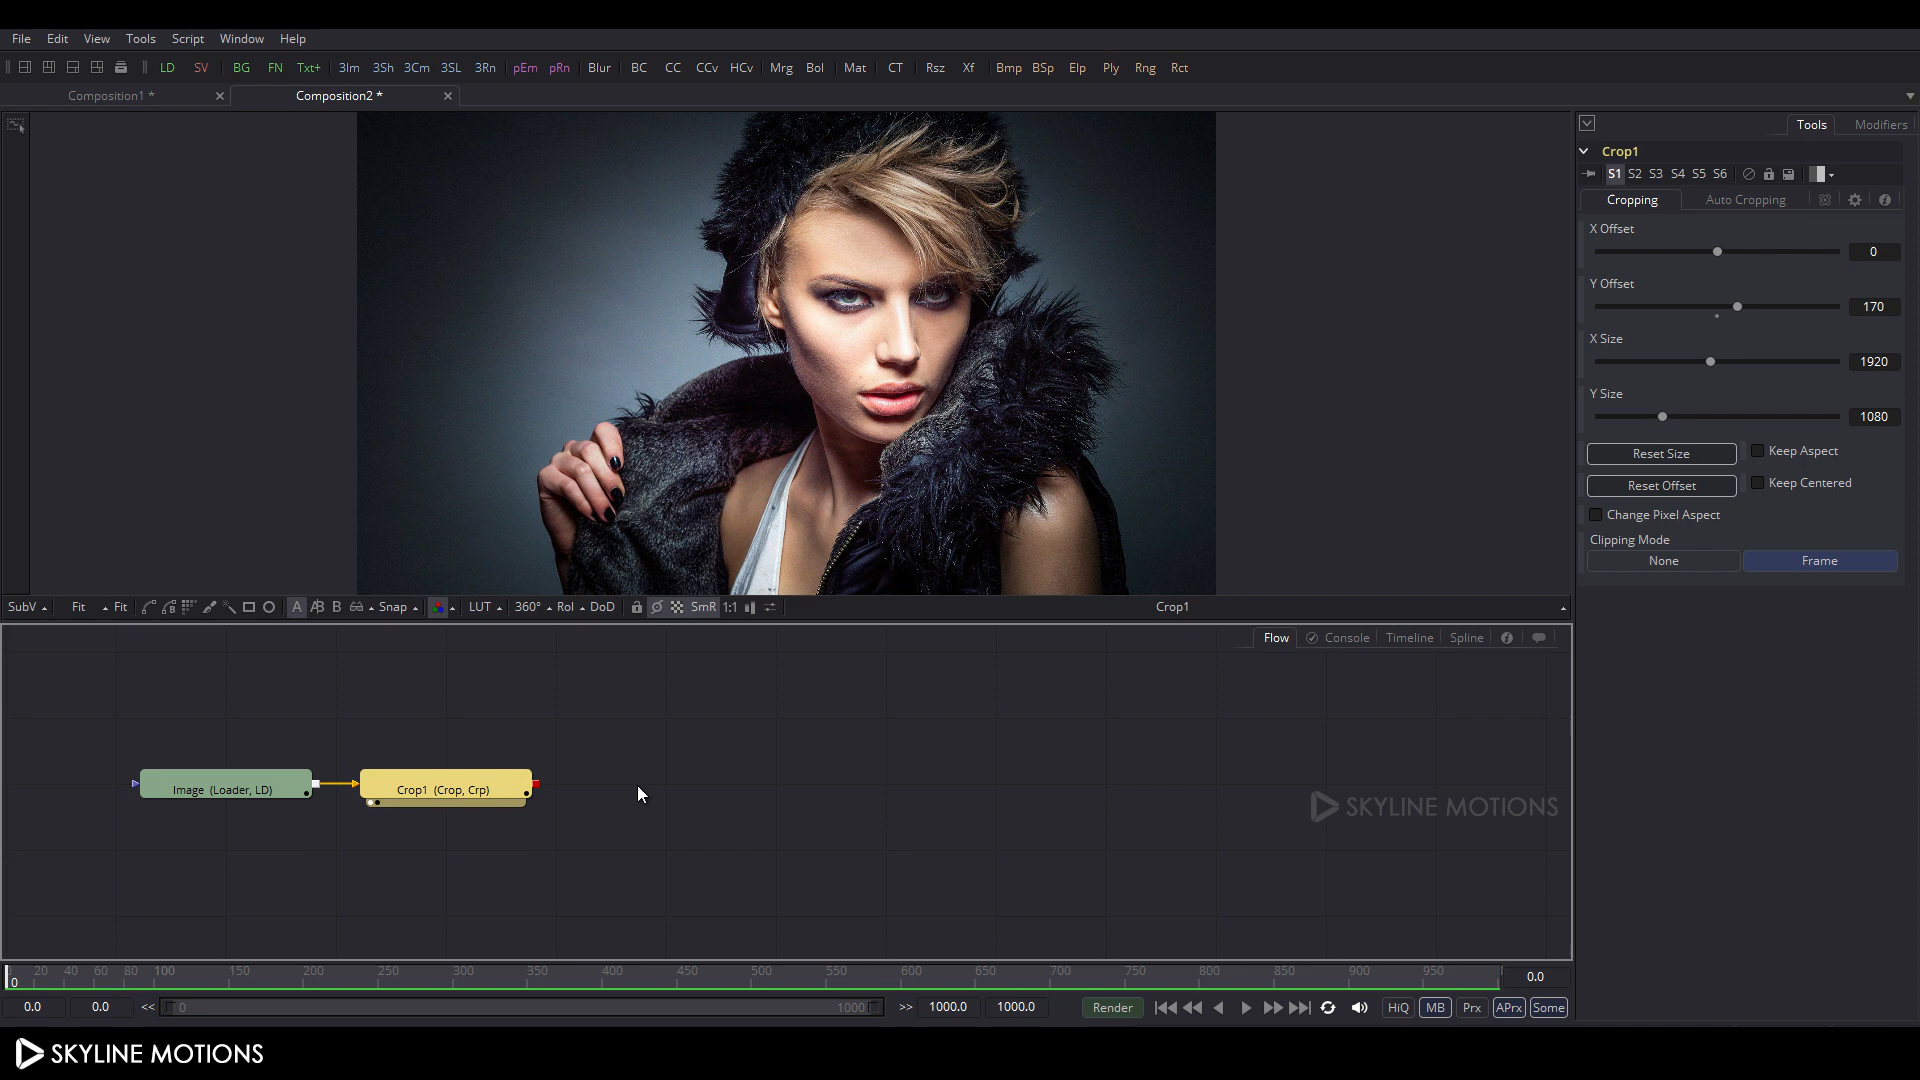 File Edit View Tools Script Window Help
LD SV BG FN Txt+ 3Im 3Sh 3Cm 3SL 3Rn pEm pRn Blur BC CC CCv HCv Mrg Bol Mat CT Rsz Xf Bmp BSp Elp Ply Rng Rct
Composition1 * Composition2 *
Tools Modifiers
Crop1
S1 S2 S3 S4 S5 S6
Cropping Auto Cropping
X Offset
0
Y Offset
170
X Size
1920
Y Size
1080
Reset Size Keep Aspect
Reset Offset Keep Centered
Change Pixel Aspect
Clipping Mode
None Frame
SubV Fit Fit A A/B B Snap LUT 360° RoI DoD SmR 1:1 Crop1
Flow Console Timeline Spline
Image (Loader, LD) Crop1 (Crop, Crp)
SKYLINE MOTIONS
20 40 60 80 100 150 200 250 300 350 400 450 500 550 600 650 700 750 800 850 900 950
0 0.0
0.0 0.0 << 0 1000 >> 1000.0 1000.0 Render HiQ MB Prx APrx Some
SKYLINE MOTIONS